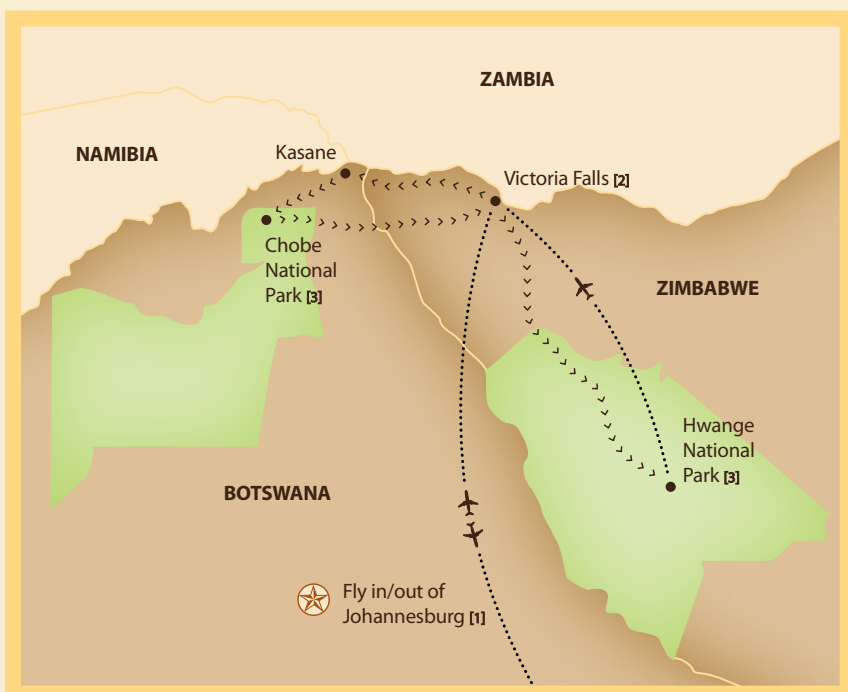 ZAMBIA
NAMIBIA
Kasane
Victoria Falls [2]
Chobe
National
Park [3]
ZIMBABWE
Hwange
National
Park [3]
BOTSWANA
Fly in/out of
Johannesburg [1]